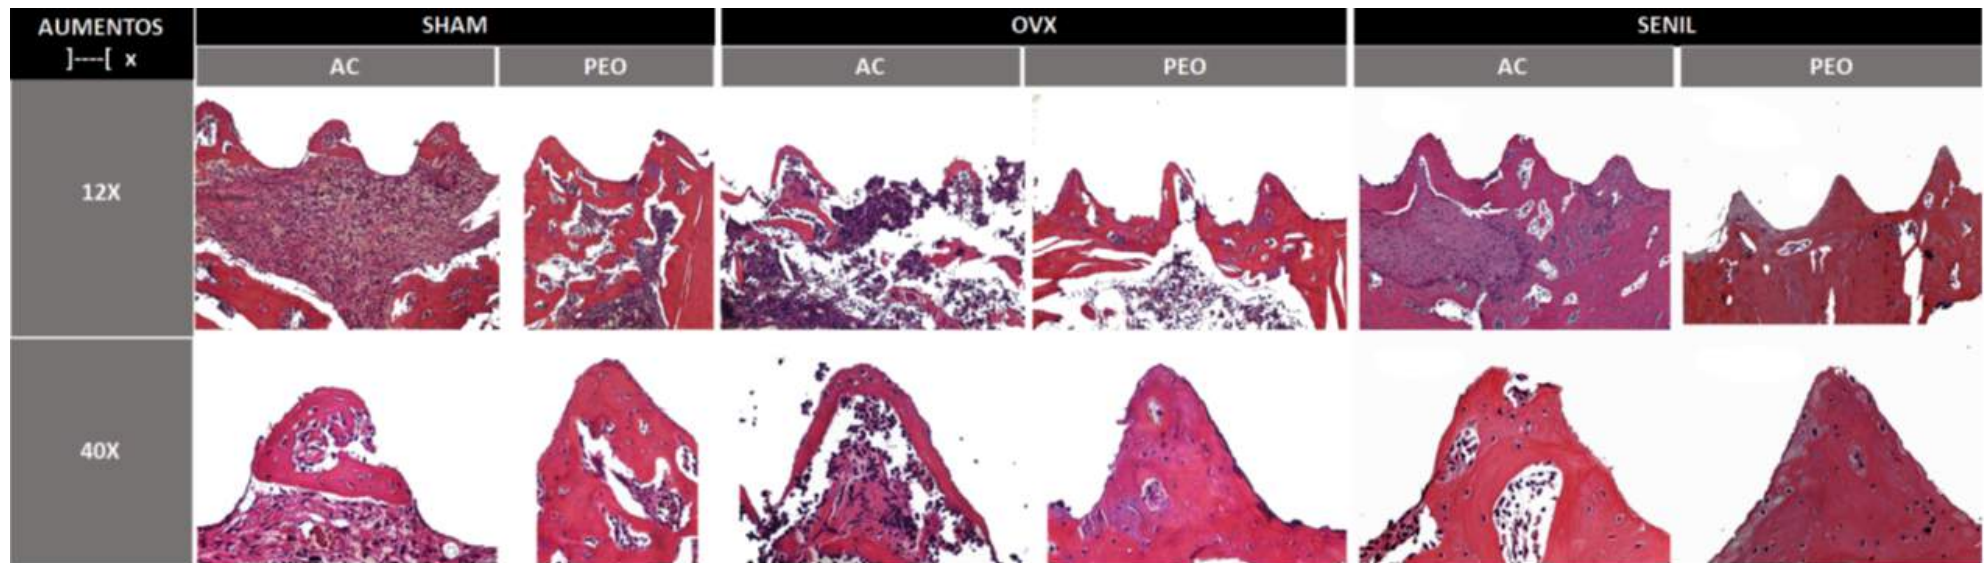 AUMENTOS
]----[ x
SHAM
OVX
SENIL
AC
PEO
AC
PEO
AC
PEO
12X
40X